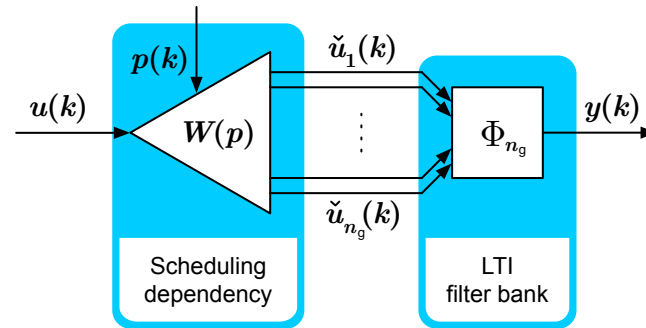 p(k)
u(k)
W(p)
ǔ₁(k)
ǔₙg(k)
Φₙg
y(k)
Scheduling
dependency
LTI
filter bank